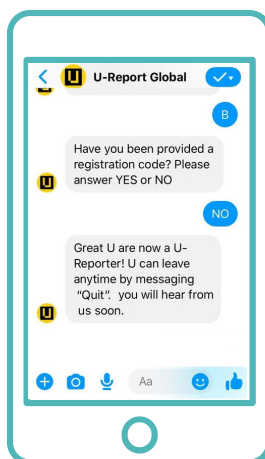 U-Report Global
B
Have you been provided a
registration code? Please
answer YES or NO
NO
Great U are now a U-
Reporter! U can leave
anytime by messaging
"Quit". you will hear from
us soon.
Aa